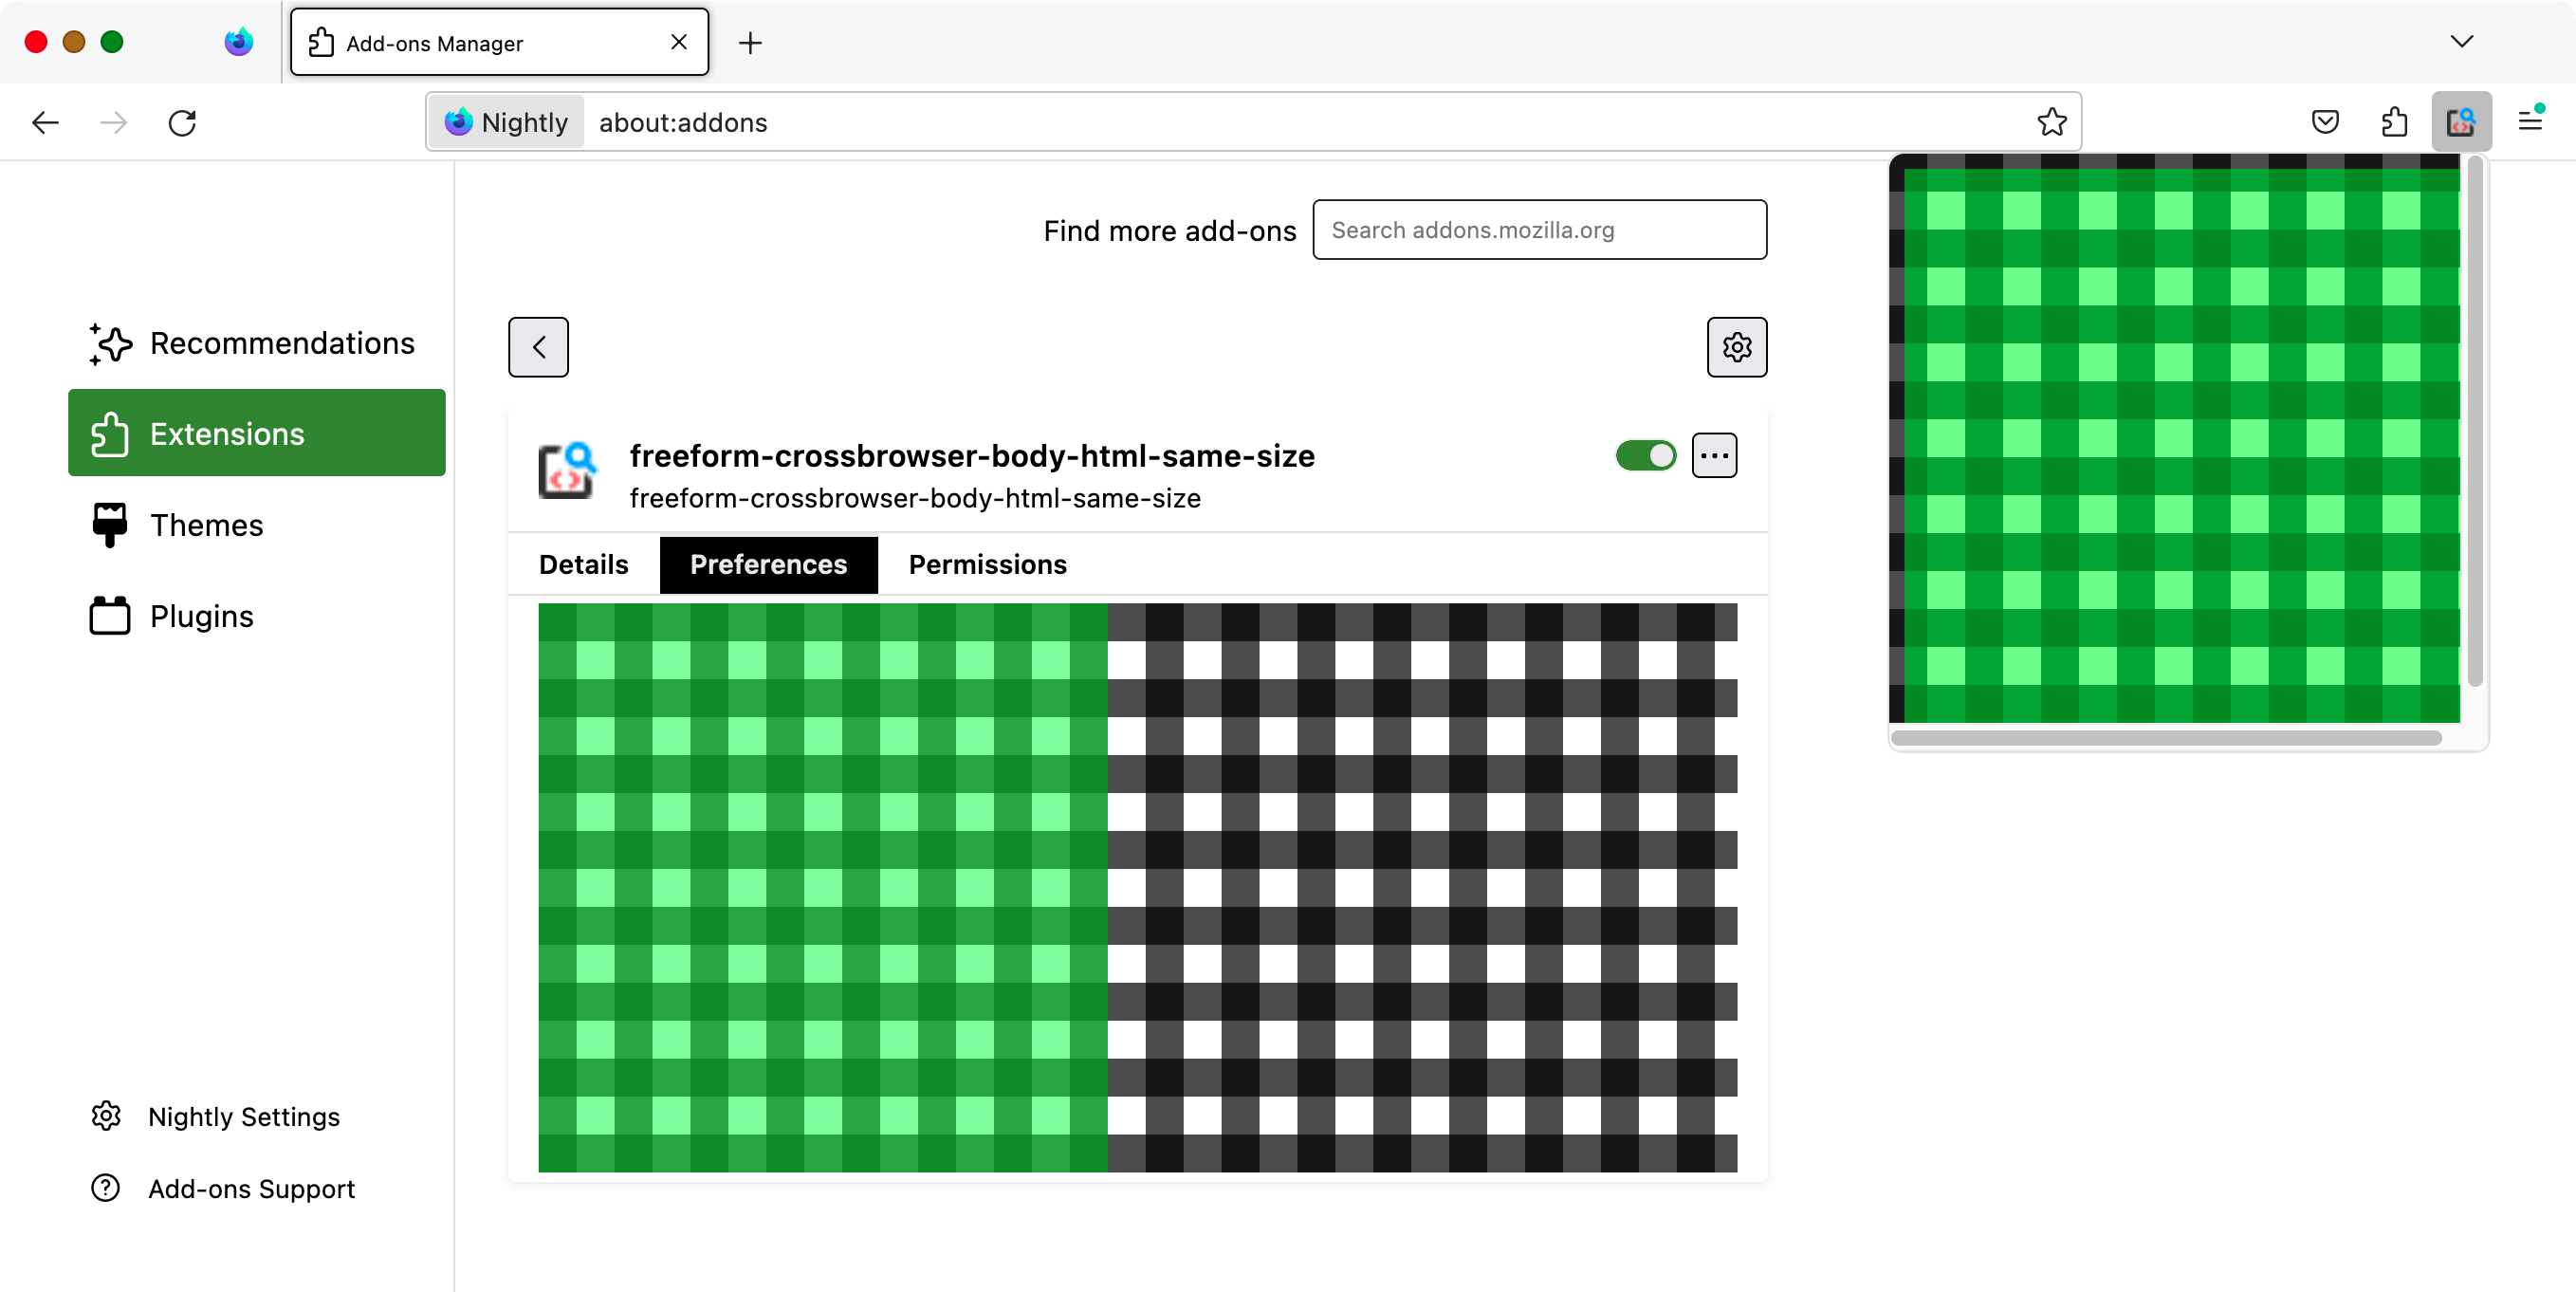 Add-ons Manager
Nightly about:addons
Find more add-ons Search addons.mozilla.org
Recommendations
Extensions
Themes
Plugins
freeform-crossbrowser-body-html-same-size
freeform-crossbrowser-body-html-same-size
Details Preferences Permissions
Nightly Settings
Add-ons Support